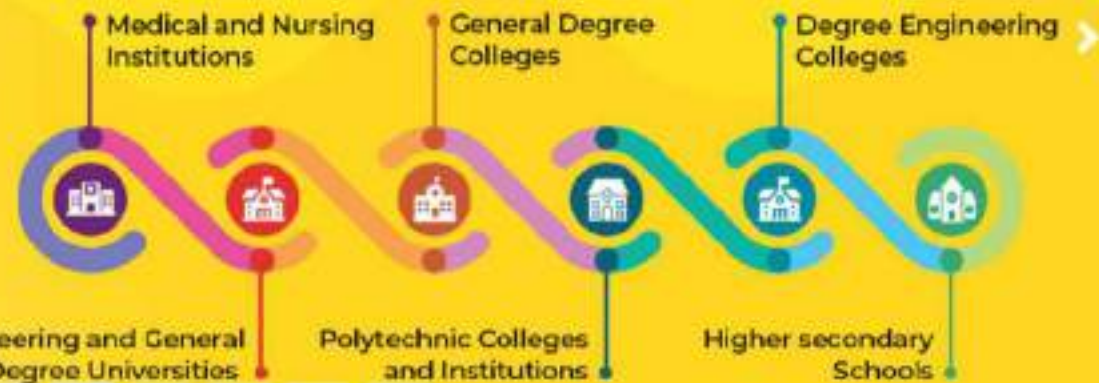 Medical and Nursing
Institutions
General Degree
Colleges
Degree Engineering
Colleges
eering and General
Degree Universities
Polytechnic Colleges
and Institutions
Higher secondary
Schools